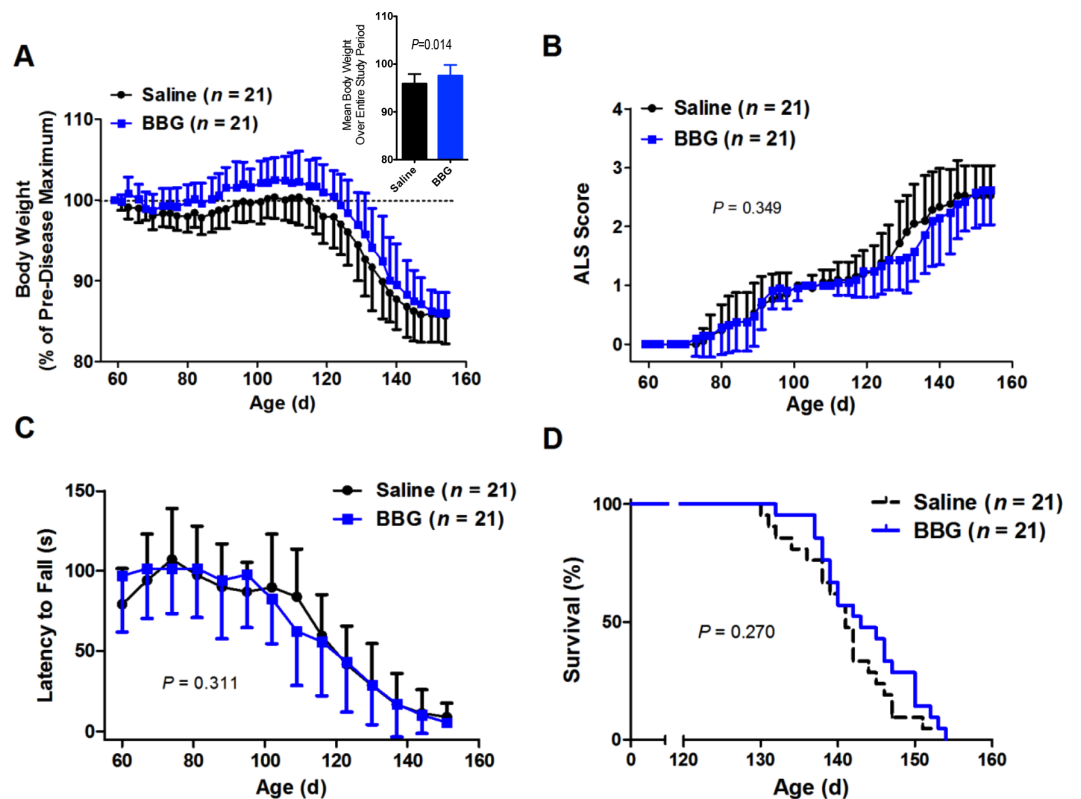 A
Saline (n = 21)
BBG (n = 21)
Body Weight
(% of Pre-Disease Maximum)
110
100
90
80
60 80 100 120 140 160
Age (d)
Mean Body Weight
Over Entire Study Period
110
100
90
80
P=0.014
Saline
BBG
B
Saline (n = 21)
BBG (n = 21)
ALS Score
4
3
2
1
0
P = 0.349
60 80 100 120 140 160
Age (d)
C
Saline (n = 21)
BBG (n = 21)
Latency to Fall (s)
150
100
50
0
P = 0.311
60 80 100 120 140 160
Age (d)
D
Saline (n = 21)
BBG (n = 21)
Survival (%)
100
50
0
P = 0.270
0 120 130 140 150 160
Age (d)